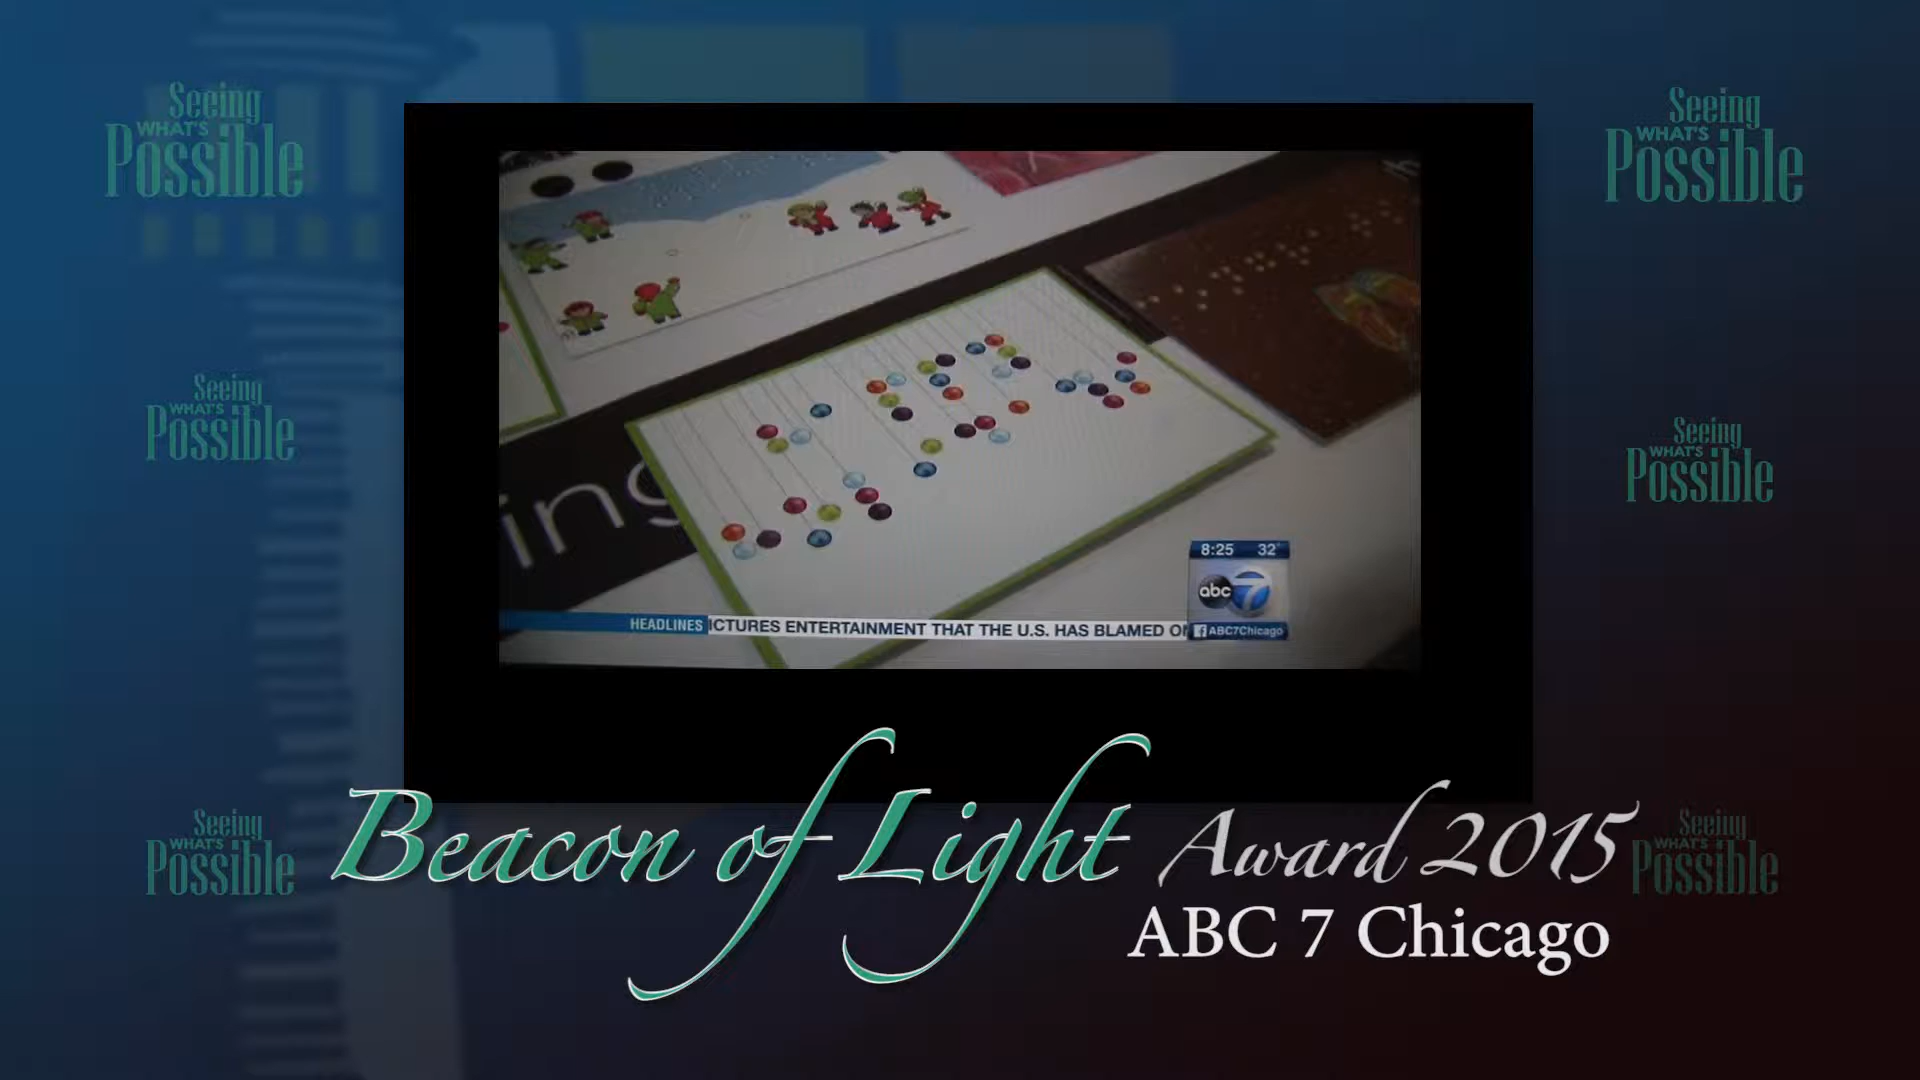 Seeing
WHAT'S
Possible
Seeing
WHAT'S
Possible
Seeing
WHAT'S
Possible
Seeing
WHAT'S
Possible
ing
8:25 32°
abc 7
HEADLINES ICTURES ENTERTAINMENT THAT THE U.S. HAS BLAMED ON
ABC7Chicago
Beacon of Light Award 2015
ABC 7 Chicago
Seeing
WHAT'S
Possible
Seeing
WHAT'S
Possible